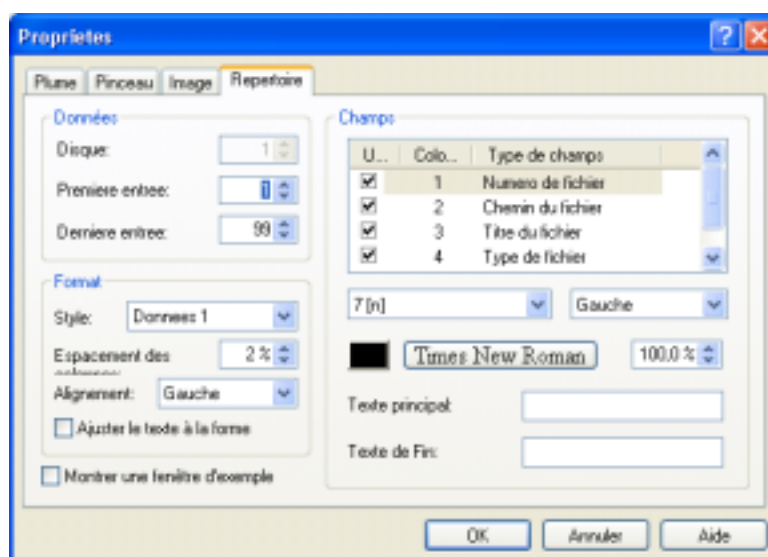 Proprietes
Plume Pinceau Image Repertoire
Données
Disque: 1
Premiere entree: 1
Derniere entree: 99
Format
Style: Donnees 1
Espacement des
2 %
Alignement: Gauche
Ajuster le texte à la forme
Montrer une fenêtre d'exemple
Champs
U... Colo... Type de champs
1 Numero de fichier
2 Chemin du fichier
3 Titre du fichier
4 Type de fichier
7 [n] Gauche
Times New Roman 100.0 %
Texte principal:
Texte de Fin:
OK Annuler Aide